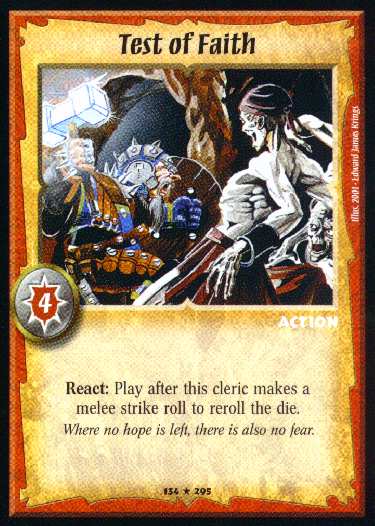 Test of Faith
Illus. 2001 · Edward James Krings
4
ACTION
React: Play after this cleric makes a
melee strike roll to reroll the die.
Where no hope is left, there is also no fear.
134 ★ 295